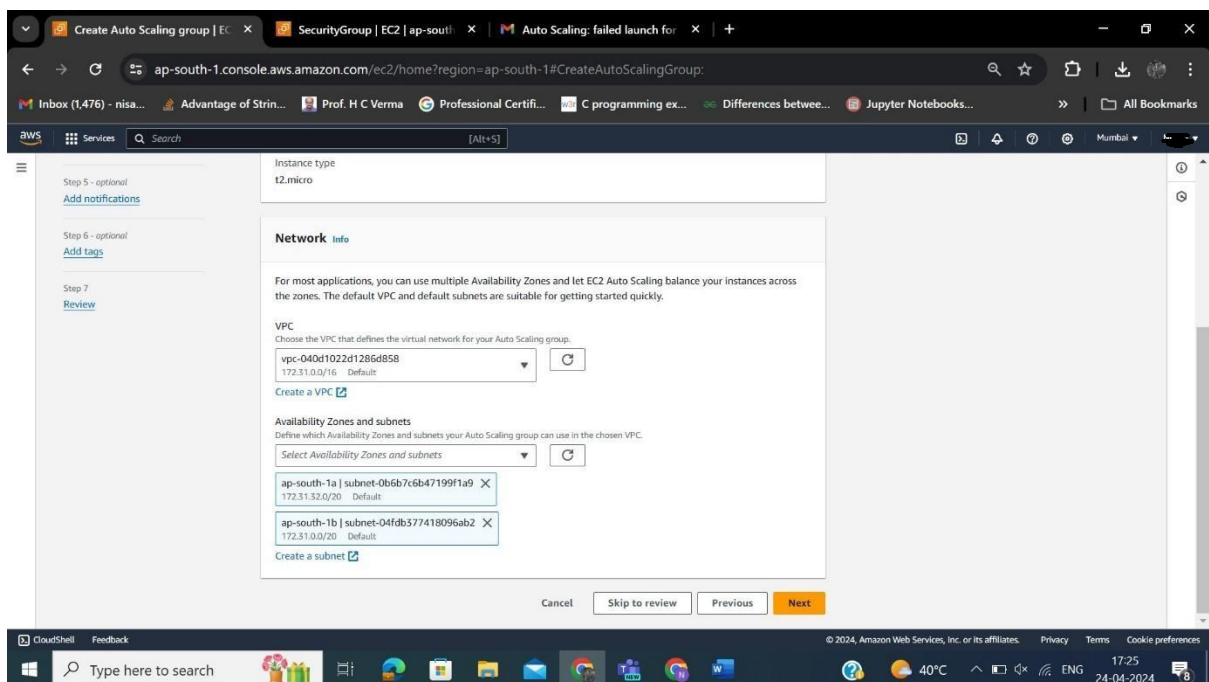 Create Auto Scaling group | EC
SecurityGroup | EC2 | ap-south
Auto Scaling: failed launch for
ap-south-1.console.aws.amazon.com/ec2/home?region=ap-south-1#CreateAutoScalingGroup:
Inbox (1,476) - nisa...
Advantage of Strin...
Prof. H C Verma
Professional Certifi...
C programming ex...
Differences betwee...
Jupyter Notebooks...
All Bookmarks
aws
Services
Search
[Alt+S]
Mumbai
Step 5 - optional
Add notifications
Step 6 - optional
Add tags
Step 7
Review
Instance type
t2.micro
Network Info
For most applications, you can use multiple Availability Zones and let EC2 Auto Scaling balance your instances across
the zones. The default VPC and default subnets are suitable for getting started quickly.
VPC
Choose the VPC that defines the virtual network for your Auto Scaling group.
vpc-040d1022d1286d858
172.31.0.0/16 Default
Create a VPC
Availability Zones and subnets
Define which Availability Zones and subnets your Auto Scaling group can use in the chosen VPC.
Select Availability Zones and subnets
ap-south-1a | subnet-0b6b7c6b47199f1a9
172.31.32.0/20 Default
ap-south-1b | subnet-04fdb377418096ab2
172.31.0.0/20 Default
Create a subnet
Cancel
Skip to review
Previous
Next
CloudShell
Feedback
© 2024, Amazon Web Services, Inc. or its affiliates.
Privacy
Terms
Cookie preferences
Type here to search
40°C
ENG
17:25
24-04-2024
8